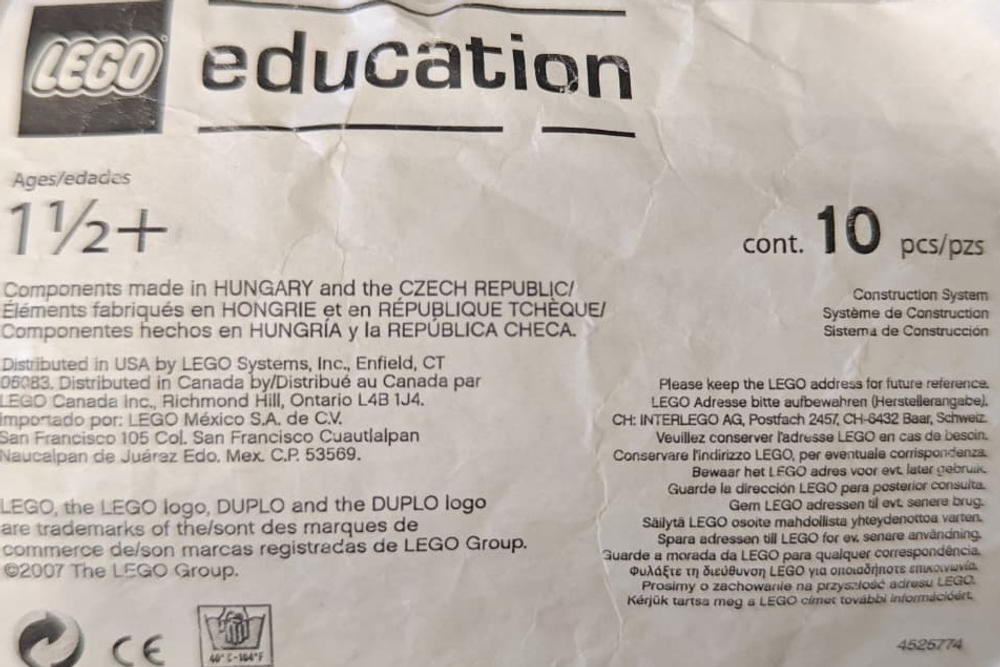 LEGO education
Ages/edades
1½+
cont. 10 pcs/pzs
Components made in HUNGARY and the CZECH REPUBLIC/
Éléments fabriqués en HONGRIE et en RÉPUBLIQUE TCHÈQUE/
Componentes hechos en HUNGRÍA y la REPÚBLICA CHECA.
Construction System
Système de Construction
Sistema de Construcción
Distributed in USA by LEGO Systems, Inc., Enfield, CT
06083. Distributed in Canada by/Distribué au Canada par
LEGO Canada Inc., Richmond Hill, Ontario L4B 1J4.
Importado por: LEGO México S.A. de C.V.
San Francisco 105 Col. San Francisco Cuautlalpan
Naucalpan de Juárez Edo. Mex. C.P. 53569.
LEGO, the LEGO logo, DUPLO and the DUPLO logo
are trademarks of the/sont des marques de
commerce de/son marcas registradas de LEGO Group.
©2007 The LEGO Group.
Please keep the LEGO address for future reference.
LEGO Adresse bitte aufbewahren (Herstellerangabe).
CH: INTERLEGO AG, Postfach 2457, CH-6432 Baar, Schweiz.
Veuillez conserver l'adresse LEGO en cas de besoin.
Conservare l'indirizzo LEGO, per eventuale corrispondenza.
Bewaar het LEGO adres voor evt. later gebruik.
Guarde la dirección LEGO para posterior consulta.
Gem LEGO adressen til evt. senere brug.
Säilytä LEGO osoite mahdollista yhteydenottoa varten.
Spara adressen till LEGO for ev. senare användning.
Guarde a morada da LEGO para qualquer correspondência.
Φυλάξτε τη διεύθυνση LEGO για οποιαδήποτε επικοινωνία.
Prosimy o zachowanie na przyszłość adresu LEGO.
Kérjük tartsa meg a LEGO címet további információért.
CE
40°C-104°F
4525774